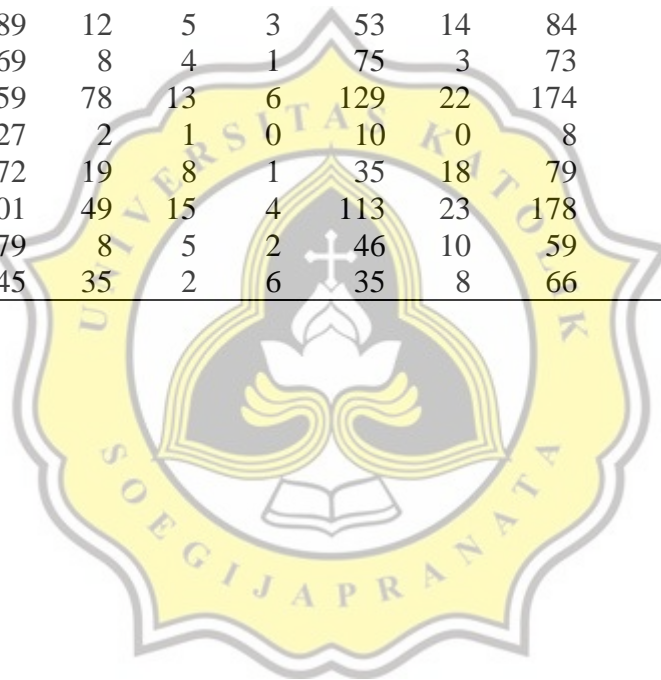 89 12 5 3 53 14 84
69 8 4 1 75 3 73
59 78 13 6 129 22 174
27 2 1 0 10 0 8
72 19 8 1 35 18 79
01 49 15 4 113 23 178
79 8 5 2 46 10 59
45 35 2 6 35 8 66
UNIVERSITAS KATOLIK
SOEGIJAPRANATA